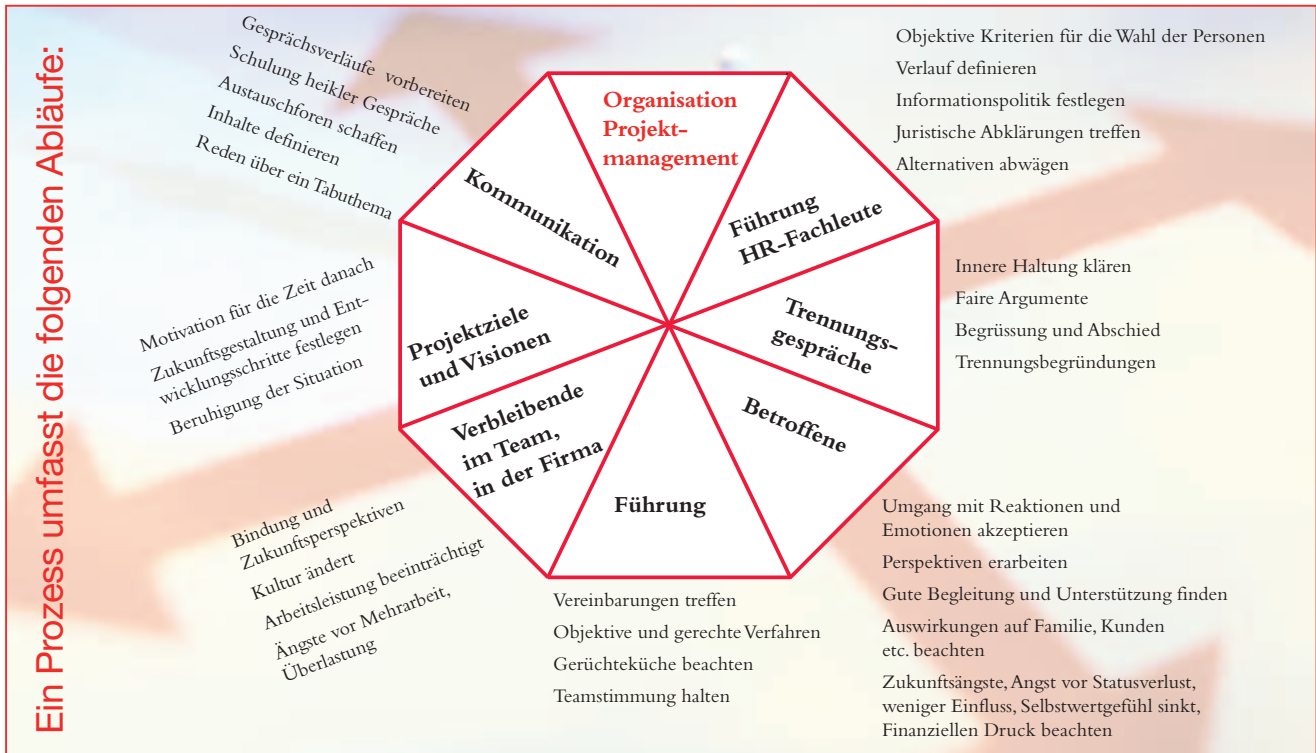 Ein Prozess umfasst die folgenden Abläufe:
Organisation
Projekt-
management
Führung
HR-Fachleute
Objektive Kriterien für die Wahl der Personen
Verlauf definieren
Informationspolitik festlegen
Juristische Abklärungen treffen
Alternativen abwägen
Trennungs-
gespräche
Innere Haltung klären
Faire Argumente
Begrüssung und Abschied
Trennungsbegründungen
Betroffene
Umgang mit Reaktionen und
Emotionen akzeptieren
Perspektiven erarbeiten
Gute Begleitung und Unterstützung finden
Auswirkungen auf Familie, Kunden
etc. beachten
Zukunftsängste, Angst vor Statusverlust,
weniger Einfluss, Selbstwertgefühl sinkt,
Finanziellen Druck beachten
Führung
Vereinbarungen treffen
Objektive und gerechte Verfahren
Gerüchteküche beachten
Teamstimmung halten
Verbleibende
im Team,
in der Firma
Bindung und
Zukunftsperspektiven
Kultur ändert
Arbeitsleistung beeinträchtigt
Ängste vor Mehrarbeit,
Überlastung
Projektziele
und Visionen
Motivation für die Zeit danach
Zukunftsgestaltung und Ent-
wicklungsschritte festlegen
Beruhigung der Situation
Kommunikation
Gesprächsverläufe vorbereiten
Schulung heikler Gespräche
Austauschforen schaffen
Inhalte definieren
Reden über ein Tabuthema